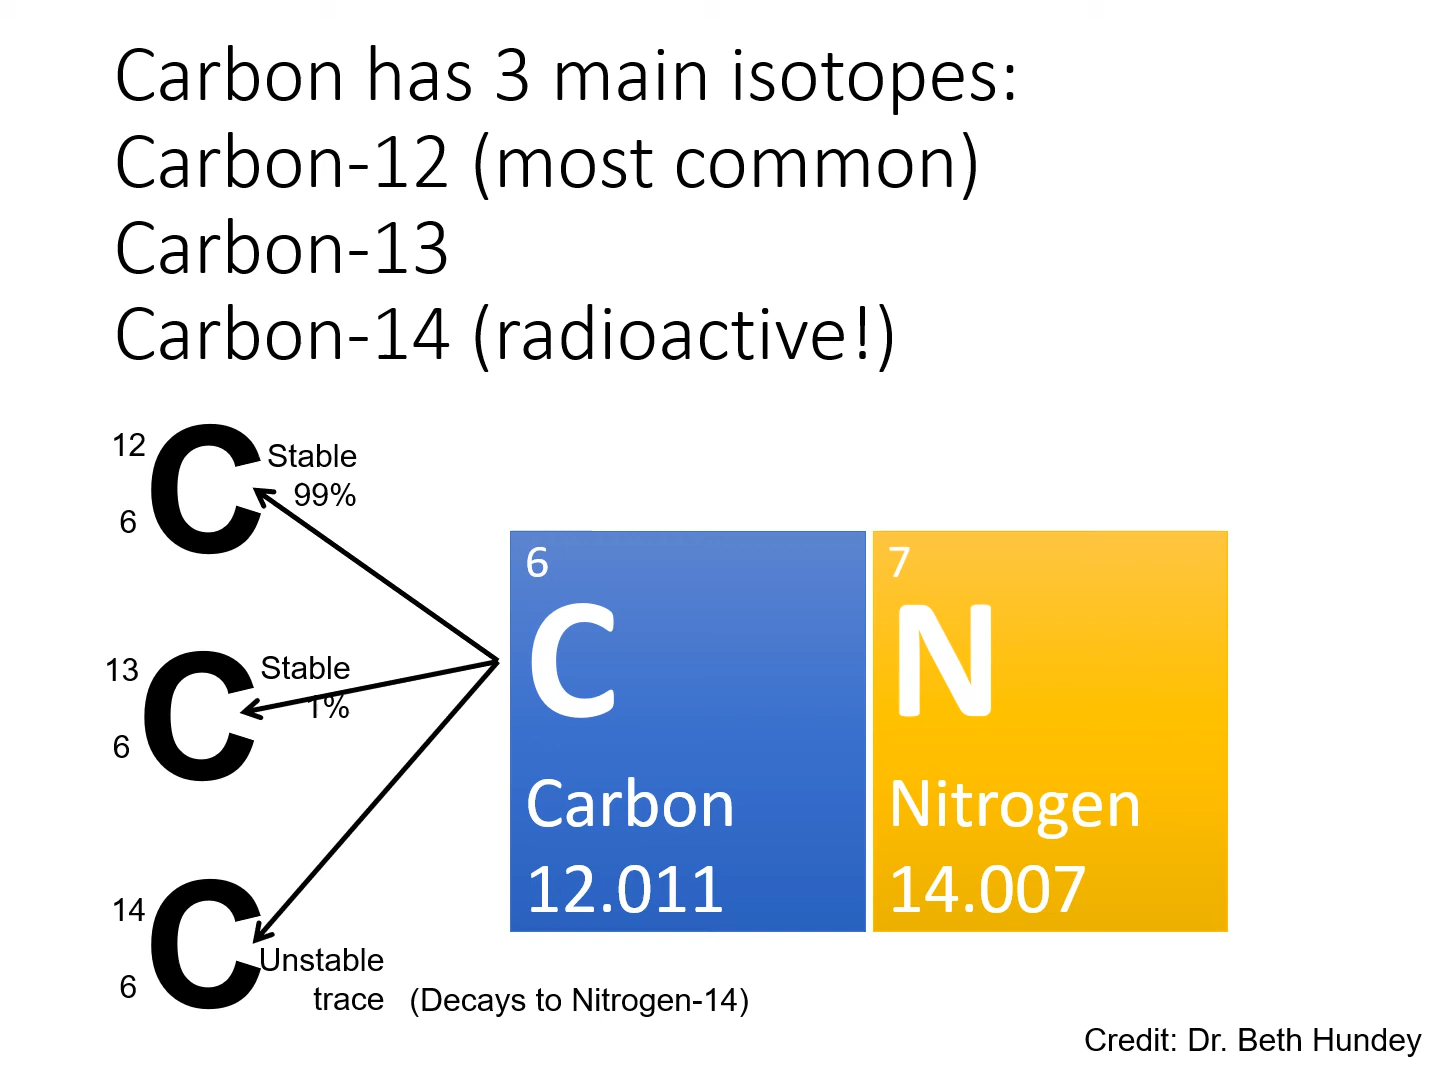 Carbon has 3 main isotopes:
Carbon-12 (most common)
Carbon-13
Carbon-14 (radioactive!)
12
6
C
Stable
99%
13
6
C
Stable
1%
14
6
C
Unstable
trace
(Decays to Nitrogen-14)
6
C
Carbon
12.011
7
N
Nitrogen
14.007
Credit: Dr. Beth Hundey